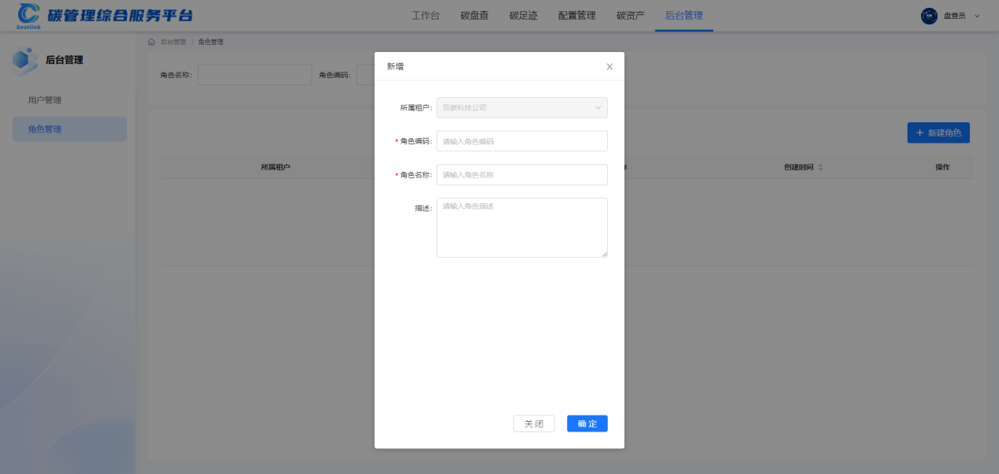 碳管理综合服务平台
bestlink
工作台 碳盘查 碳足迹 配置管理 碳资产 后台管理
盘查员
后台管理
用户管理
角色管理
后台管理 / 角色管理
角色名称:
角色编码:
+ 新建角色
所属租户
创建时间
操作
新增
所属租户: 双碳科技公司
* 角色编码: 请输入角色编码
* 角色名称: 请输入角色名称
描述: 请输入角色描述
关 闭
确 定